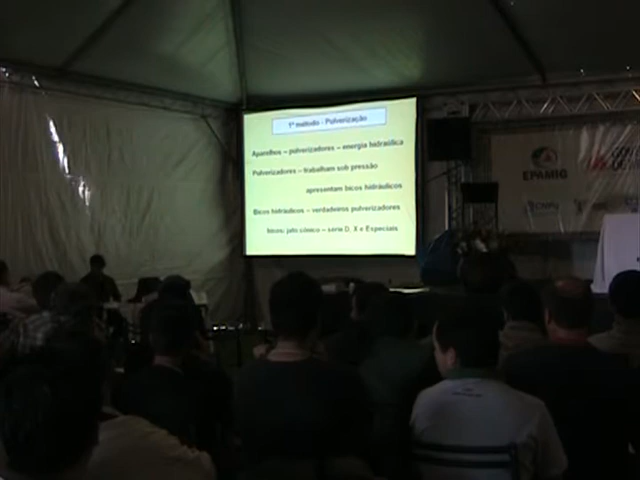 1º método - Pulverização
Aparelhos – pulverizadores – energia hidráulica
Pulverizadores – trabalham sob pressão
apresentam bicos hidráulicos
Bicos hidráulicos – verdadeiros pulverizadores
bicos: jato cônico – série D, X e Especiais
EPAMIG